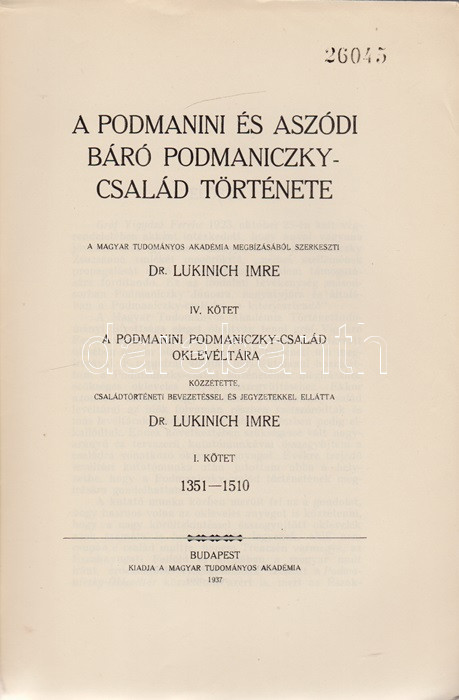 26045
A PODMANINI ÉS ASZÓDI
BÁRÓ PODMANICZKY-
CSALÁD TÖRTÉNETE
A MAGYAR TUDOMÁNYOS AKADÉMIA MEGBÍZÁSÁBÓL SZERKESZTI
DR. LUKINICH IMRE
IV. KÖTET
A PODMANINI PODMANICZKY-CSALÁD
OKLEVÉLTÁRA
darabanth
KÖZZÉTETTE,
CSALÁDTÖRTÉNETI BEVEZETÉSSEL ÉS JEGYZETEKKEL ELLÁTTA
DR. LUKINICH IMRE
I. KÖTET
1351—1510
BUDAPEST
KIADJA A MAGYAR TUDOMÁNYOS AKADÉMIA
1937